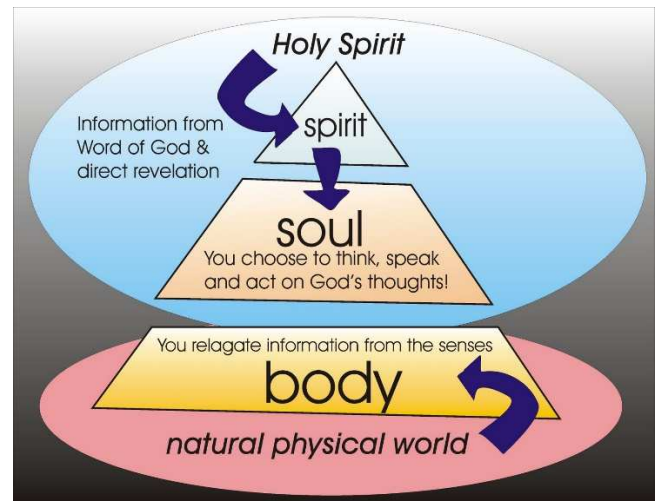 Holy Spirit
spirit
Information from
Word of God &
direct revelation
soul
You choose to think, speak
and act on God's thoughts!
You relagate information from the senses
body
natural physical world